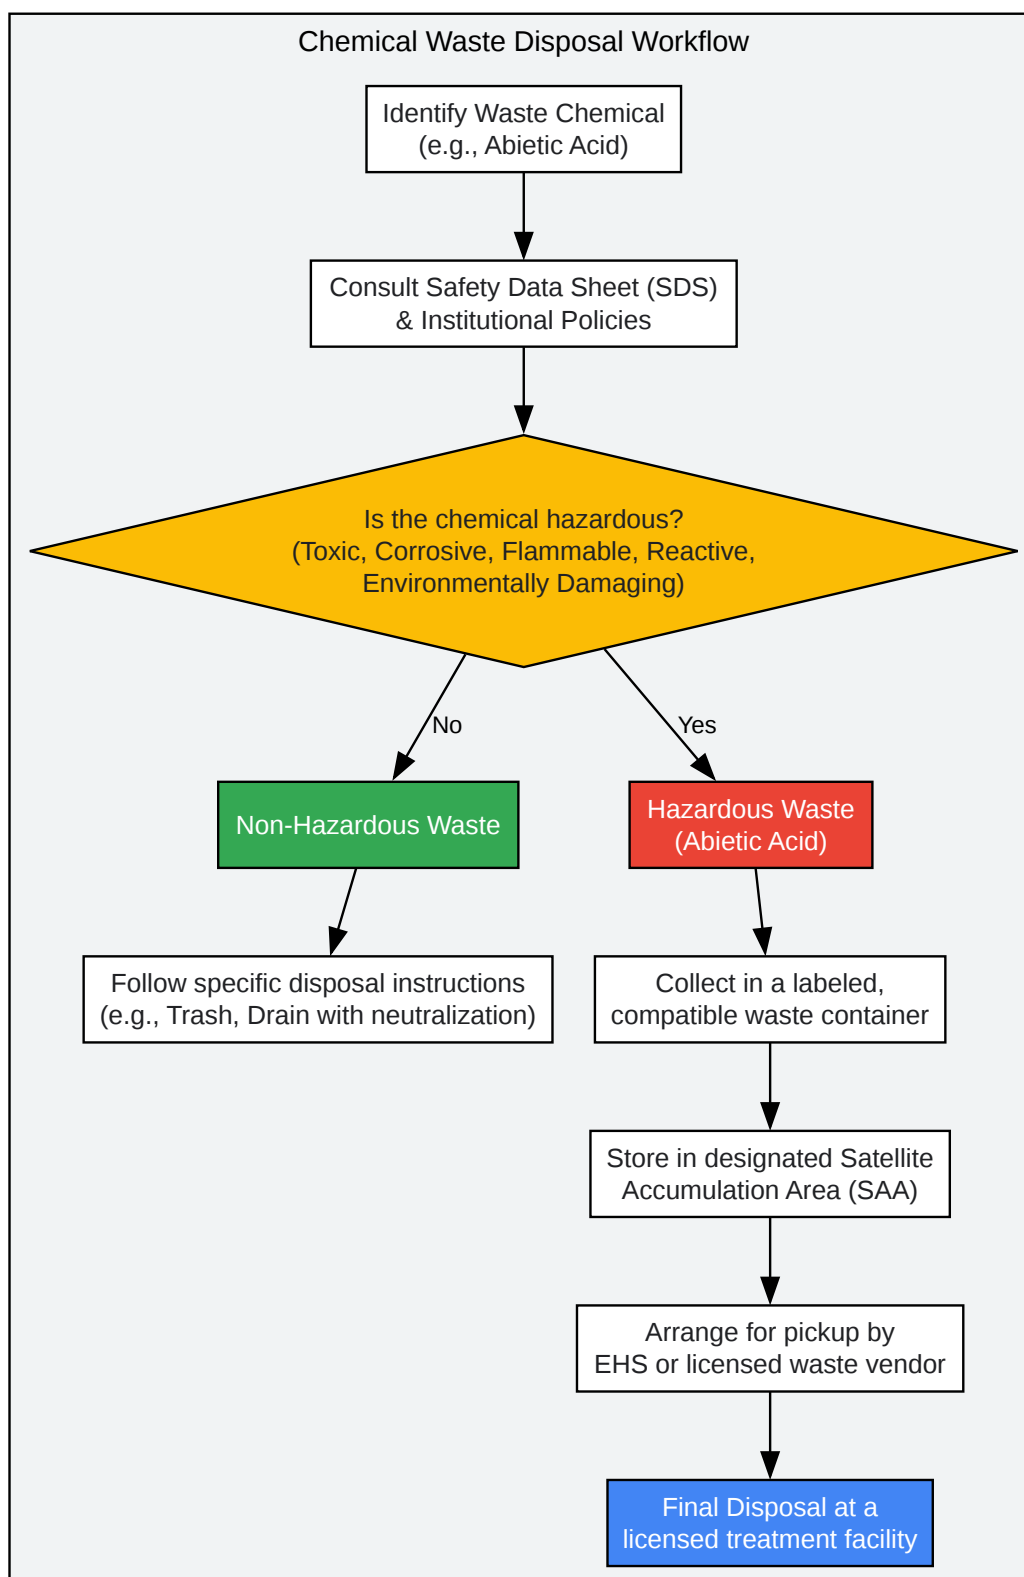 Chemical Waste Disposal Workflow
Identify Waste Chemical
(e.g., Abietic Acid)
Consult Safety Data Sheet (SDS)
& Institutional Policies
Is the chemical hazardous?
(Toxic, Corrosive, Flammable, Reactive,
Environmentally Damaging)
No
Yes
Non-Hazardous Waste
Hazardous Waste
(Abietic Acid)
Follow specific disposal instructions
(e.g., Trash, Drain with neutralization)
Collect in a labeled,
compatible waste container
Store in designated Satellite
Accumulation Area (SAA)
Arrange for pickup by
EHS or licensed waste vendor
Final Disposal at a
licensed treatment facility